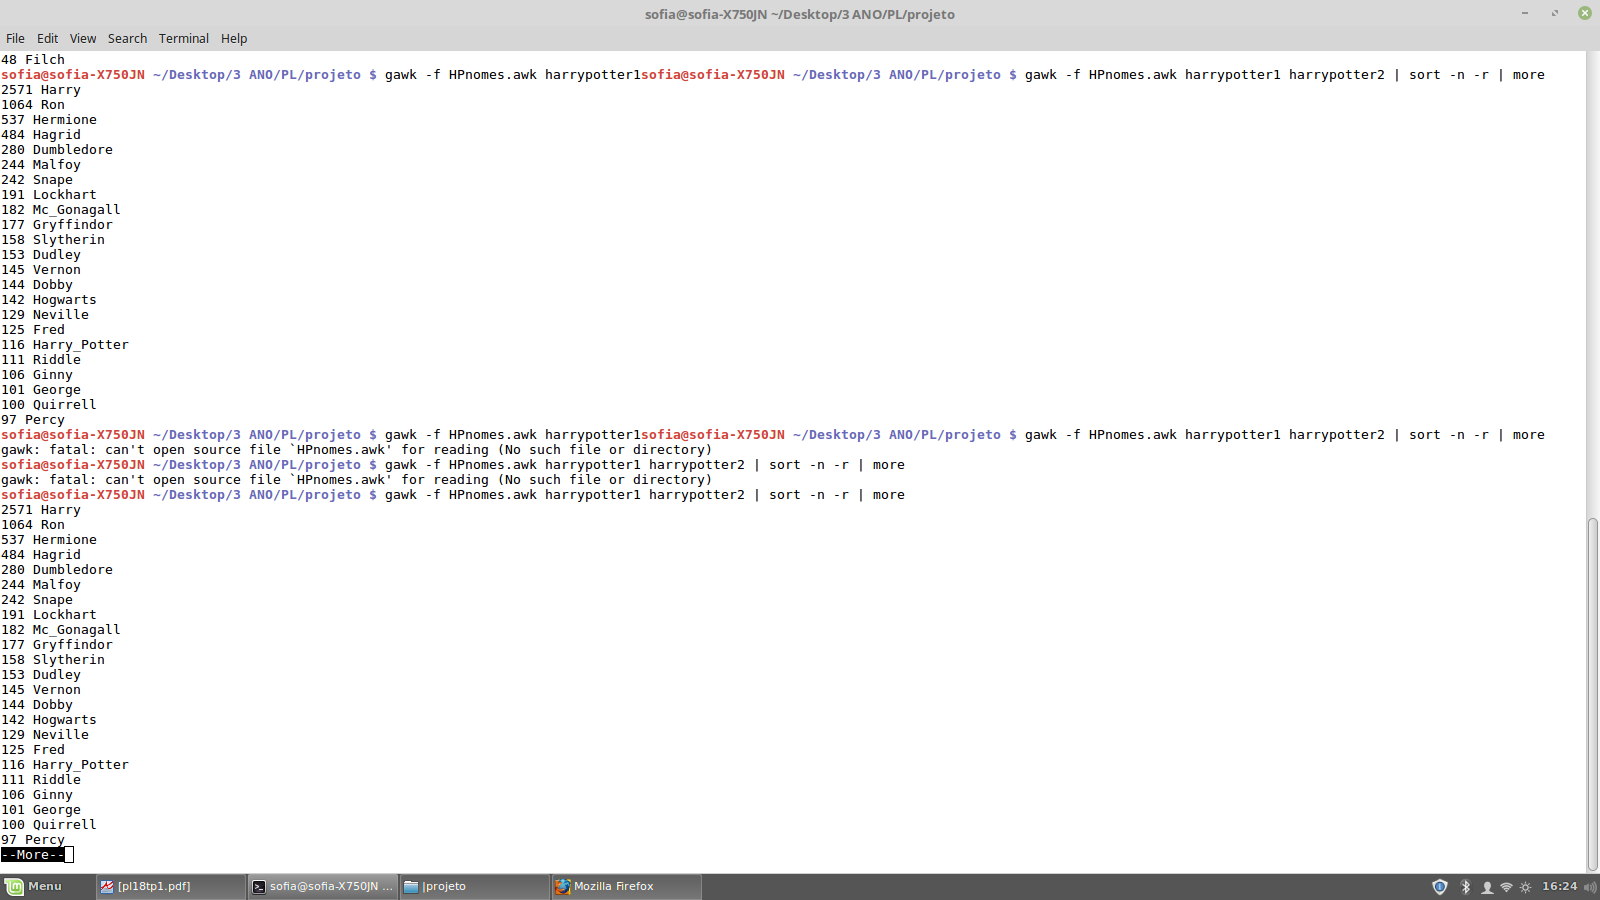 sofia@sofia-X750JN ~/Desktop/3 ANO/PL/projeto
File Edit View Search Terminal Help
48 Filch
sofia@sofia-X750JN ~/Desktop/3 ANO/PL/projeto $ gawk -f HPnomes.awk harrypotter1sofia@sofia-X750JN ~/Desktop/3 ANO/PL/projeto $ gawk -f HPnomes.awk harrypotter1 harrypotter2 | sort -n -r | more
2571 Harry
1064 Ron
537 Hermione
484 Hagrid
280 Dumbledore
244 Malfoy
242 Snape
191 Lockhart
182 Mc_Gonagall
177 Gryffindor
158 Slytherin
153 Dudley
145 Vernon
144 Dobby
142 Hogwarts
129 Neville
125 Fred
116 Harry_Potter
111 Riddle
106 Ginny
101 George
100 Quirrell
97 Percy
sofia@sofia-X750JN ~/Desktop/3 ANO/PL/projeto $ gawk -f HPnomes.awk harrypotter1sofia@sofia-X750JN ~/Desktop/3 ANO/PL/projeto $ gawk -f HPnomes.awk harrypotter1 harrypotter2 | sort -n -r | more
gawk: fatal: can't open source file `HPnomes.awk' for reading (No such file or directory)
sofia@sofia-X750JN ~/Desktop/3 ANO/PL/projeto $ gawk -f HPnomes.awk harrypotter1 harrypotter2 | sort -n -r | more
gawk: fatal: can't open source file `HPnomes.awk' for reading (No such file or directory)
sofia@sofia-X750JN ~/Desktop/3 ANO/PL/projeto $ gawk -f HPnomes.awk harrypotter1 harrypotter2 | sort -n -r | more
2571 Harry
1064 Ron
537 Hermione
484 Hagrid
280 Dumbledore
244 Malfoy
242 Snape
191 Lockhart
182 Mc_Gonagall
177 Gryffindor
158 Slytherin
153 Dudley
145 Vernon
144 Dobby
142 Hogwarts
129 Neville
125 Fred
116 Harry_Potter
111 Riddle
106 Ginny
101 George
100 Quirrell
97 Percy
--More--
Menu [pl18tp1.pdf] sofia@sofia-X750JN ... |projeto Mozilla Firefox 16:24